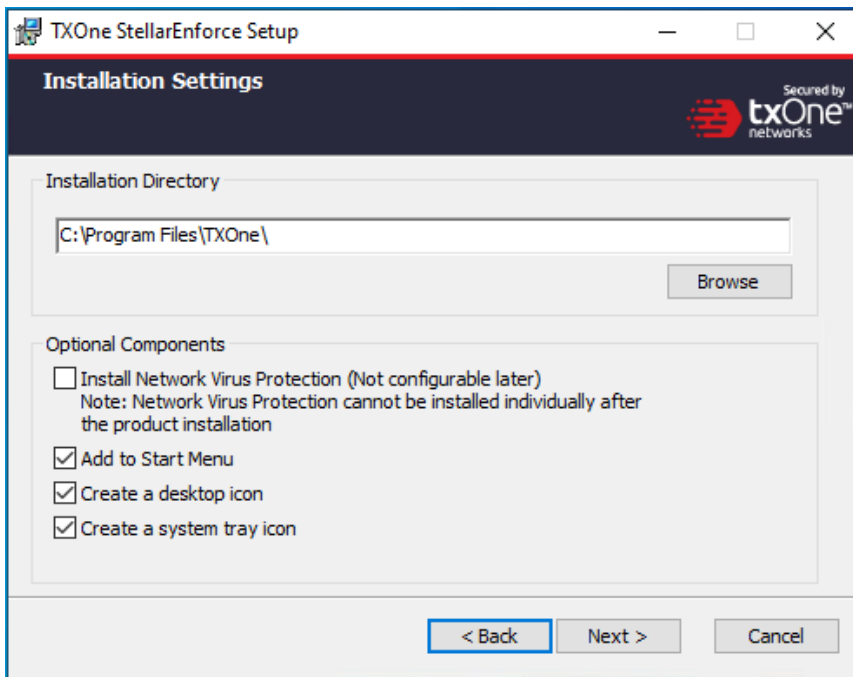 TXOne StellarEnforce Setup
Installation Settings
Secured by
txOne™
networks
Installation Directory
C:\Program Files\TXOne\
Browse
Optional Components
Install Network Virus Protection (Not configurable later)
Note: Network Virus Protection cannot be installed individually after
the product installation
Add to Start Menu
Create a desktop icon
Create a system tray icon
< Back
Next >
Cancel